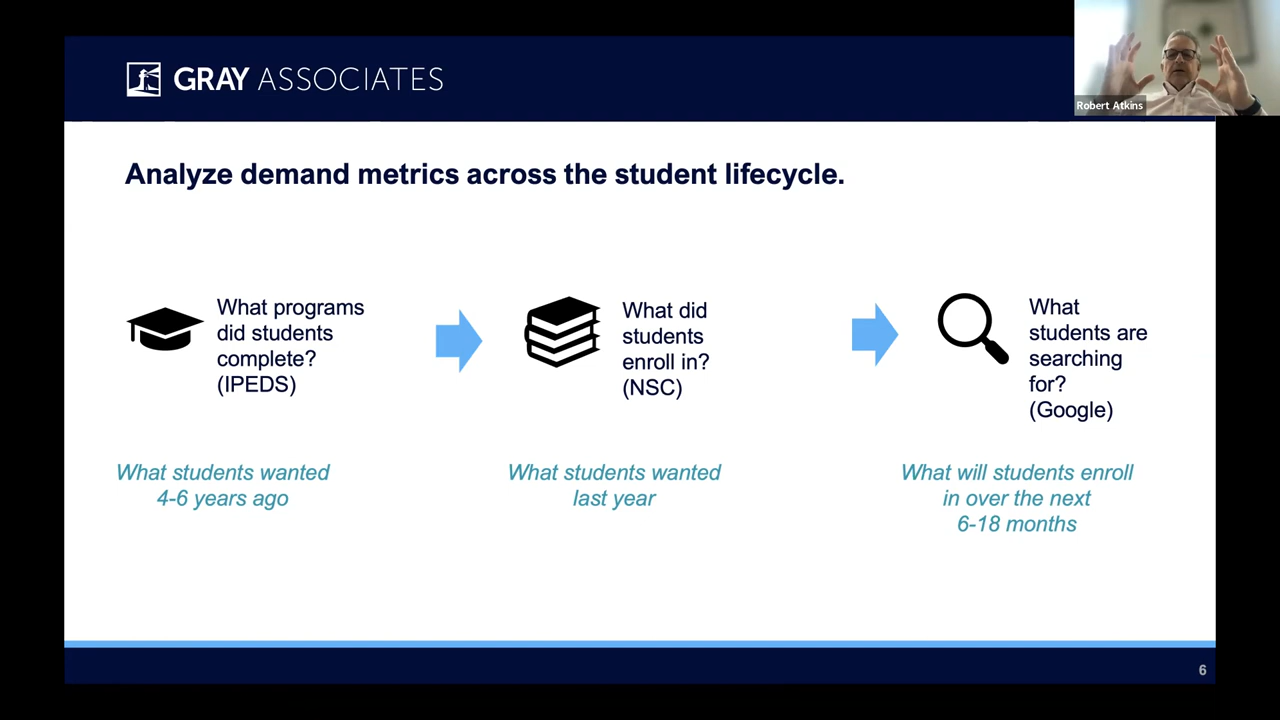 GRAY ASSOCIATES
Robert Atkins
Analyze demand metrics across the student lifecycle.
What programs
did students
complete?
(IPEDS)
What did
students
enroll in?
(NSC)
What
students are
searching
for?
(Google)
What students wanted
4-6 years ago
What students wanted
last year
What will students enroll
in over the next
6-18 months
6